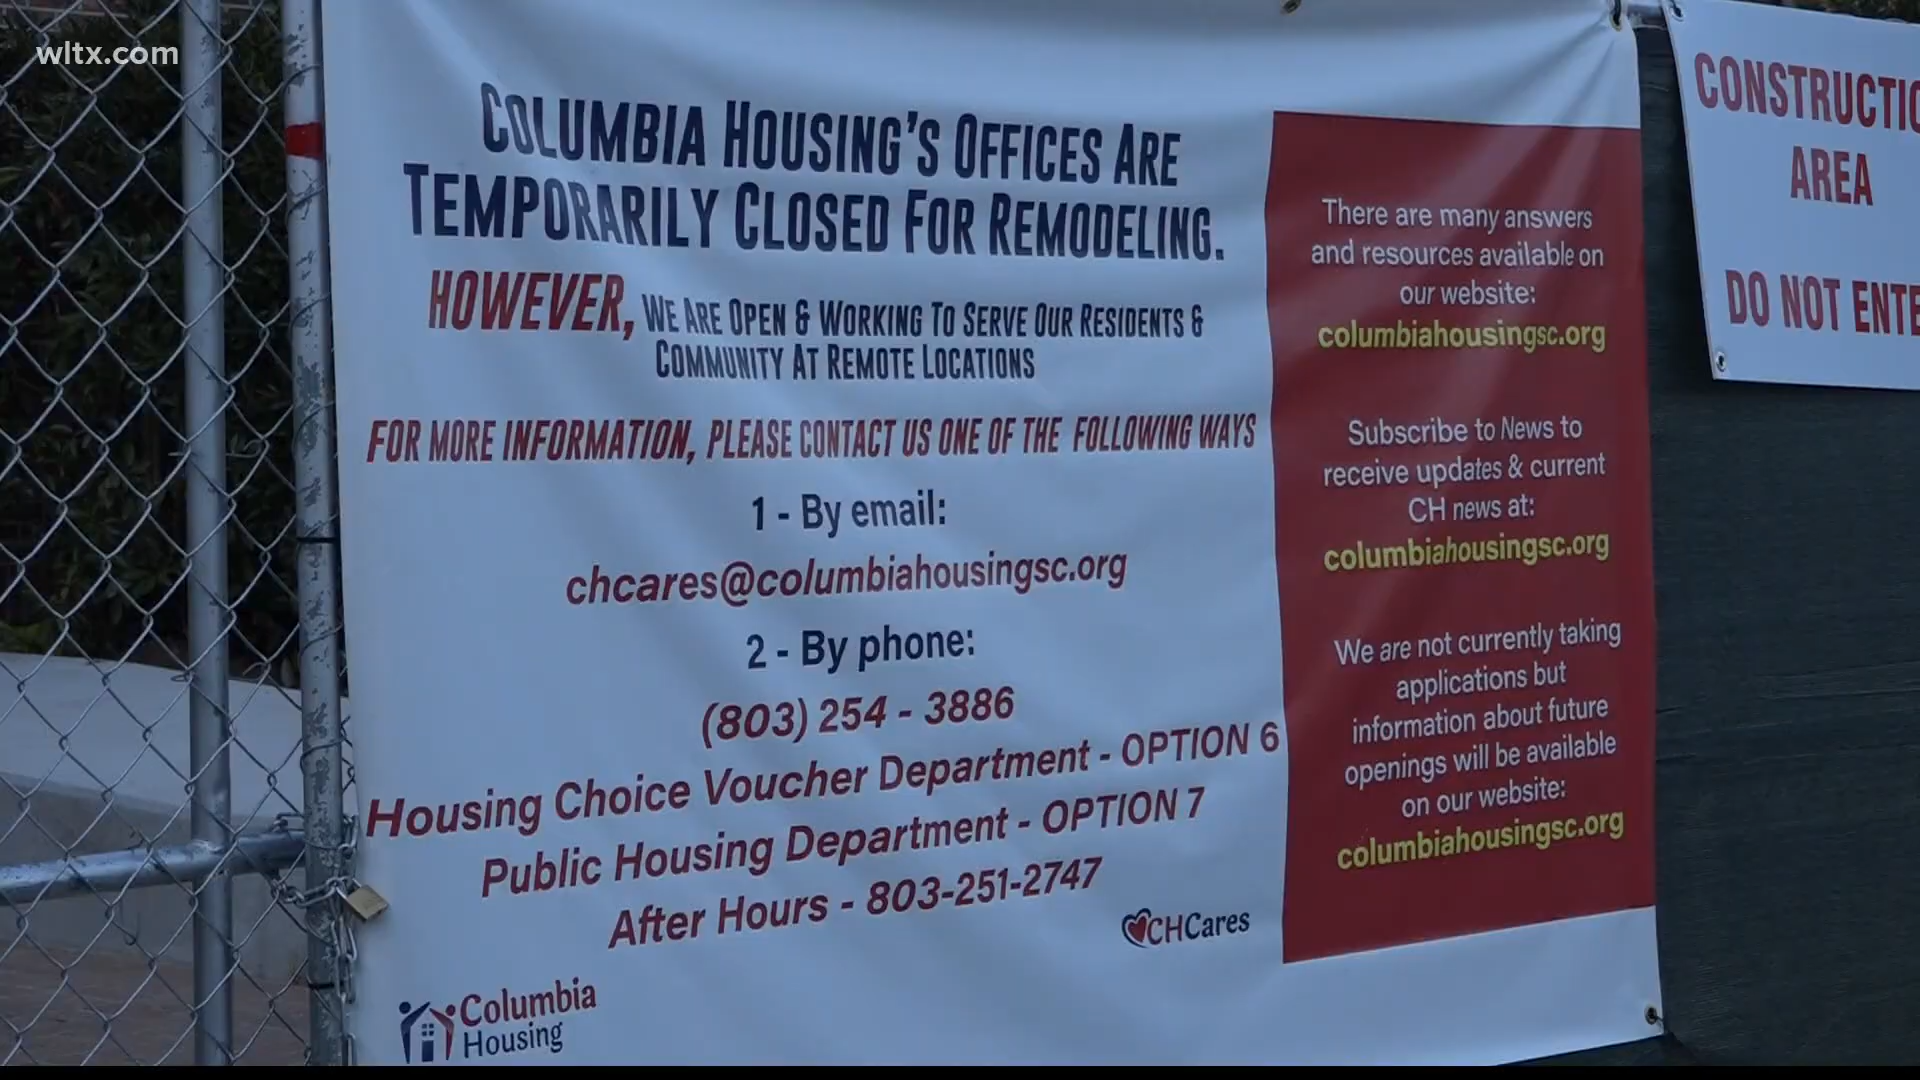 wltx.com
COLUMBIA HOUSING'S OFFICES ARE
TEMPORARILY CLOSED FOR REMODELING.
HOWEVER, WE ARE OPEN & WORKING TO SERVE OUR RESIDENTS &
COMMUNITY AT REMOTE LOCATIONS
FOR MORE INFORMATION, PLEASE CONTACT US ONE OF THE FOLLOWING WAYS
1 - By email:
chcares@columbiahousingsc.org
2 - By phone:
(803) 254 - 3886
Housing Choice Voucher Department - OPTION 6
Public Housing Department - OPTION 7
After Hours - 803-251-2747
CHCares
Columbia
Housing
There are many answers
and resources available on
our website:
columbiahousingsc.org
Subscribe to News to
receive updates & current
CH news at:
columbiahousingsc.org
We are not currently taking
applications but
information about future
openings will be available
on our website:
columbiahousingsc.org
CONSTRUCTIO
AREA
DO NOT ENTE